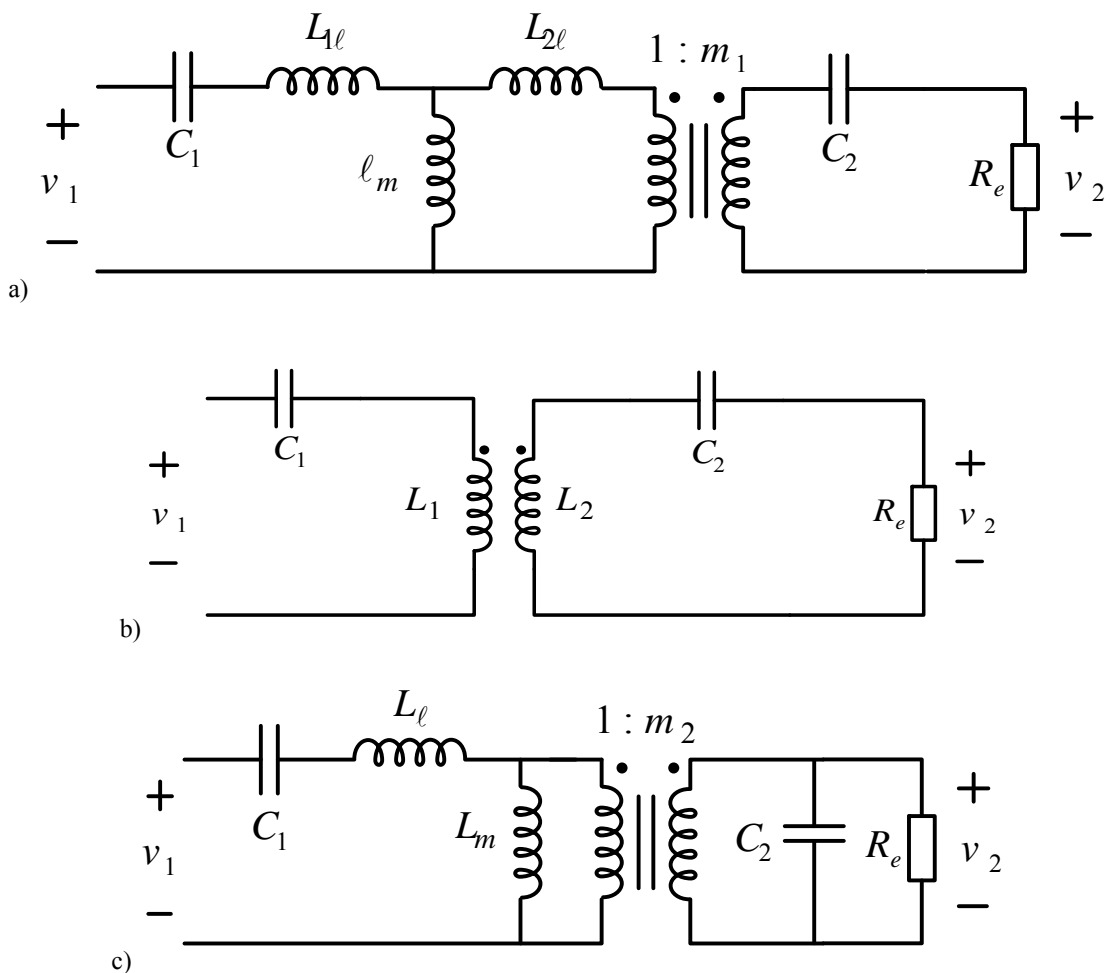 L1ℓ
L2ℓ
1 : m1
+
v1
−
C1
ℓm
C2
Re
+
v2
−
a)
C1
+
v1
−
L1
L2
C2
Re
+
v2
−
b)
Lℓ
1 : m2
+
v1
−
C1
Lm
C2
Re
+
v2
−
c)